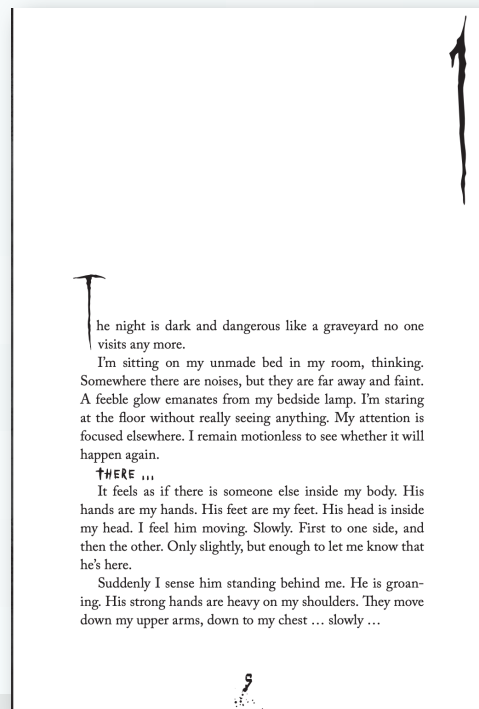 1
The night is dark and dangerous like a graveyard no one
visits any more.
I'm sitting on my unmade bed in my room, thinking.
Somewhere there are noises, but they are far away and faint.
A feeble glow emanates from my bedside lamp. I'm staring
at the floor without really seeing anything. My attention is
focused elsewhere. I remain motionless to see whether it will
happen again.
THERE ...
It feels as if there is someone else inside my body. His
hands are my hands. His feet are my feet. His head is inside
my head. I feel him moving. Slowly. First to one side, and
then the other. Only slightly, but enough to let me know that
he's here.
Suddenly I sense him standing behind me. He is groan-
ing. His strong hands are heavy on my shoulders. They move
down my upper arms, down to my chest … slowly …
9